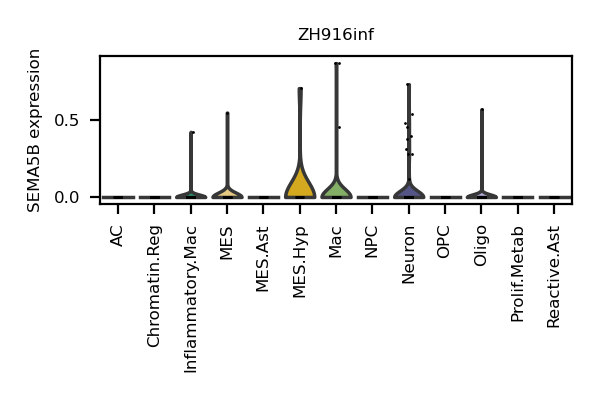 ZH916inf
SEMA5B expression
0.5
0.0
AC
Chromatin.Reg
Inflammatory.Mac
MES
MES.Ast
MES.Hyp
Mac
NPC
Neuron
OPC
Oligo
Prolif.Metab
Reactive.Ast